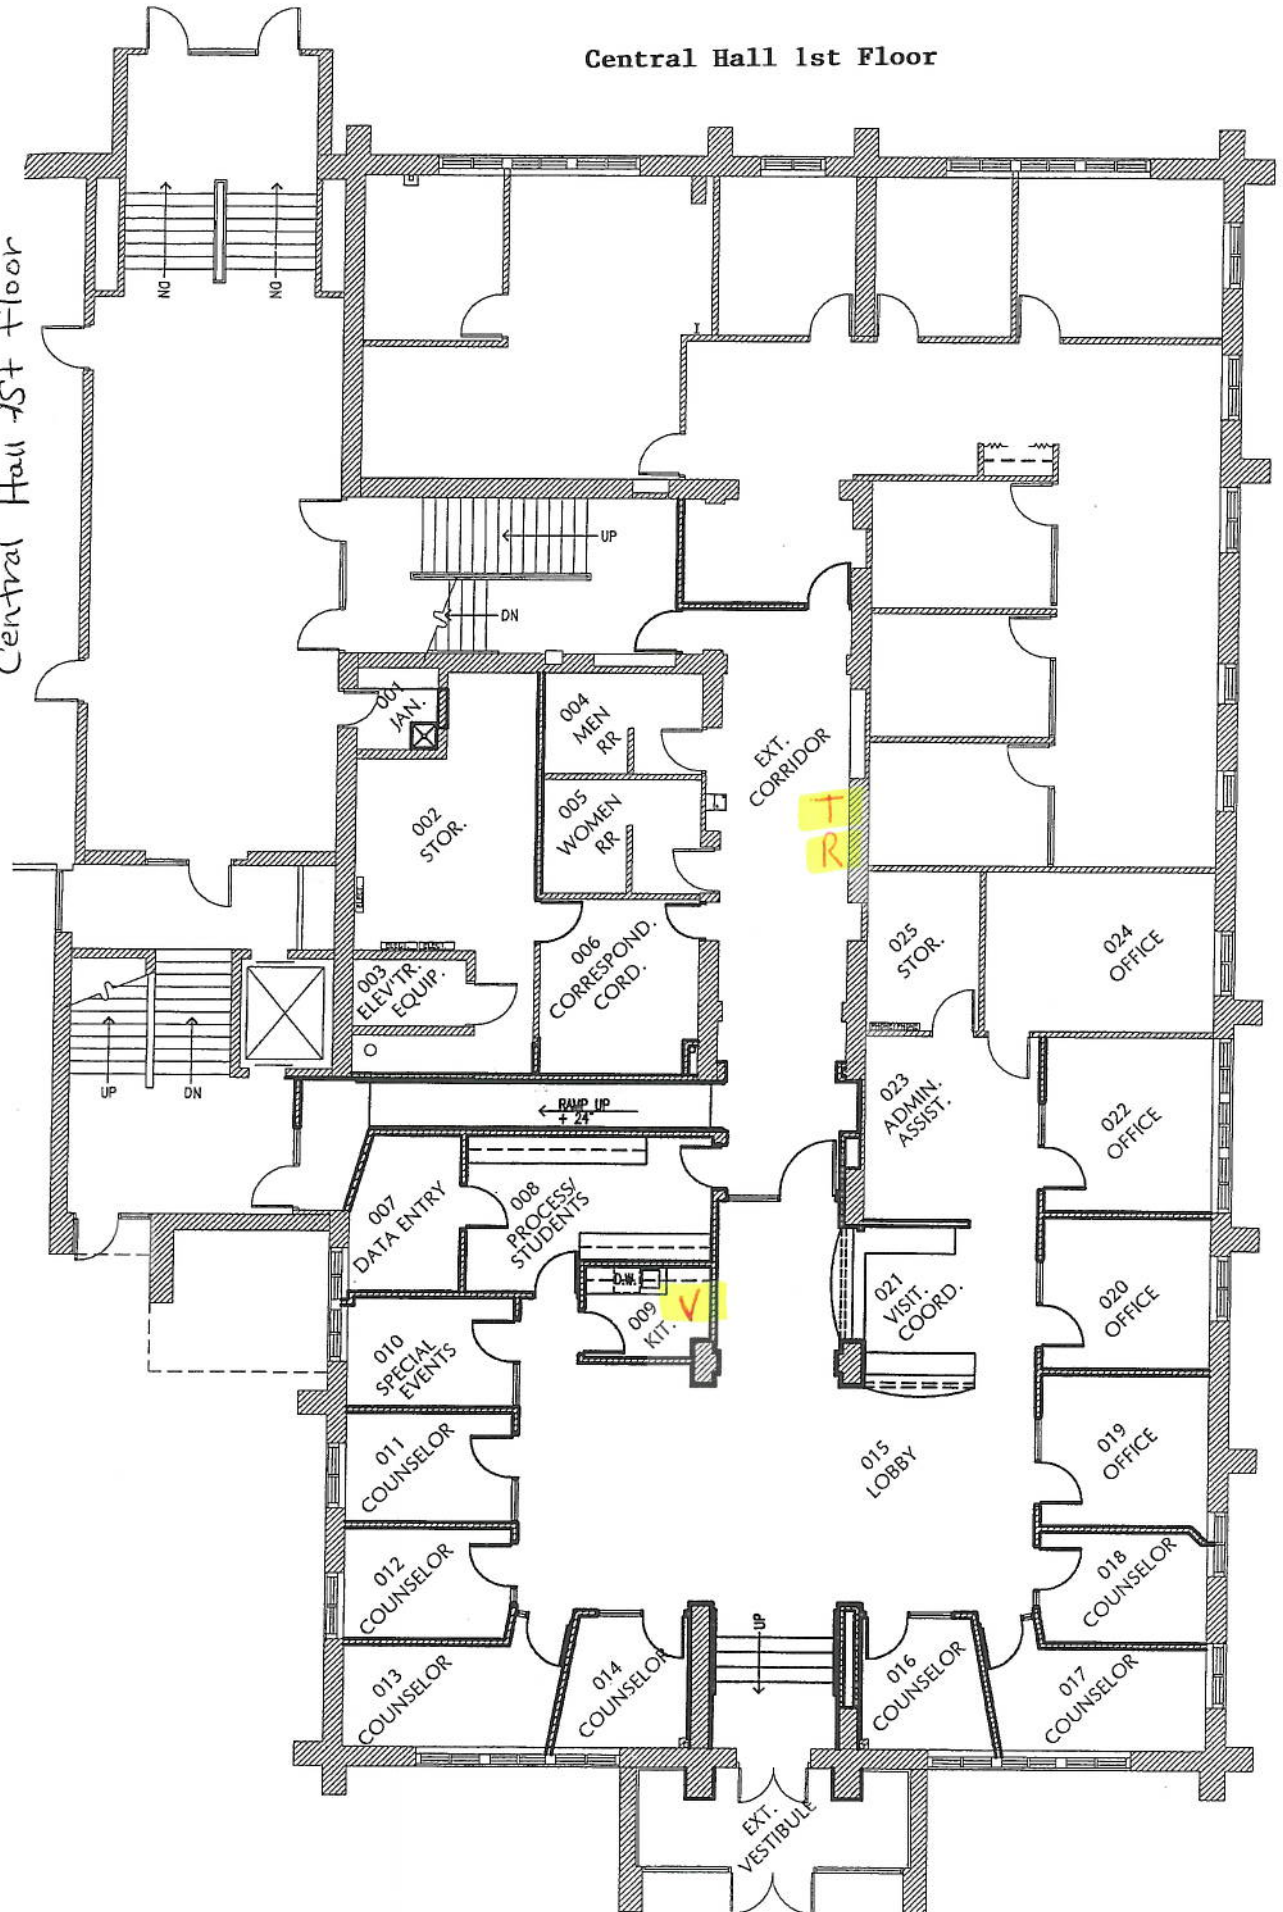 Central Hall 1st Floor
Central Hall 1st Floor
DN
DN
UP
DN
001
JAN.
002
STOR.
003
ELEV'TR.
EQUIP.
004
MEN
RR
005
WOMEN
RR
006
CORRESPOND.
CORD.
EXT.
CORRIDOR
T
R
025
STOR.
024
OFFICE
023
ADMIN.
ASSIST.
022
OFFICE
UP
DN
RAMP UP
+ 24"
007
DATA ENTRY
008
PROCESS/
STUDENTS
D.W.
009
KIT.
V
021
VISIT.
COORD.
020
OFFICE
010
SPECIAL
EVENTS
011
COUNSELOR
015
LOBBY
019
OFFICE
012
COUNSELOR
018
COUNSELOR
013
COUNSELOR
014
COUNSELOR
UP
016
COUNSELOR
017
COUNSELOR
EXT.
VESTIBULE